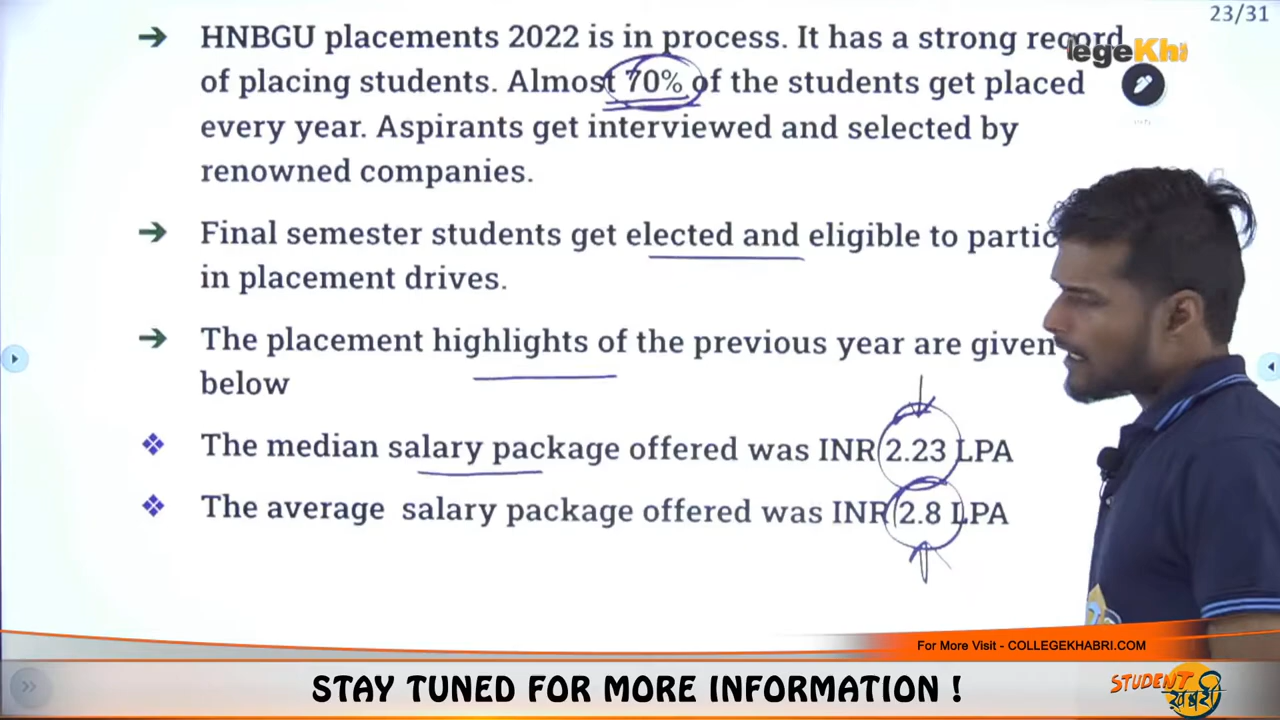 23/31
HNBGU placements 2022 is in process. It has a strong record
of placing students. Almost 70% of the students get placed
every year. Aspirants get interviewed and selected by
renowned companies.
Final semester students get elected and eligible to partic
in placement drives.
The placement highlights of the previous year are given
below
The median salary package offered was INR 2.23 LPA
The average salary package offered was INR 2.8 LPA
For More Visit - COLLEGEKHABRI.COM
STAY TUNED FOR MORE INFORMATION !
STUDENT
खबरी